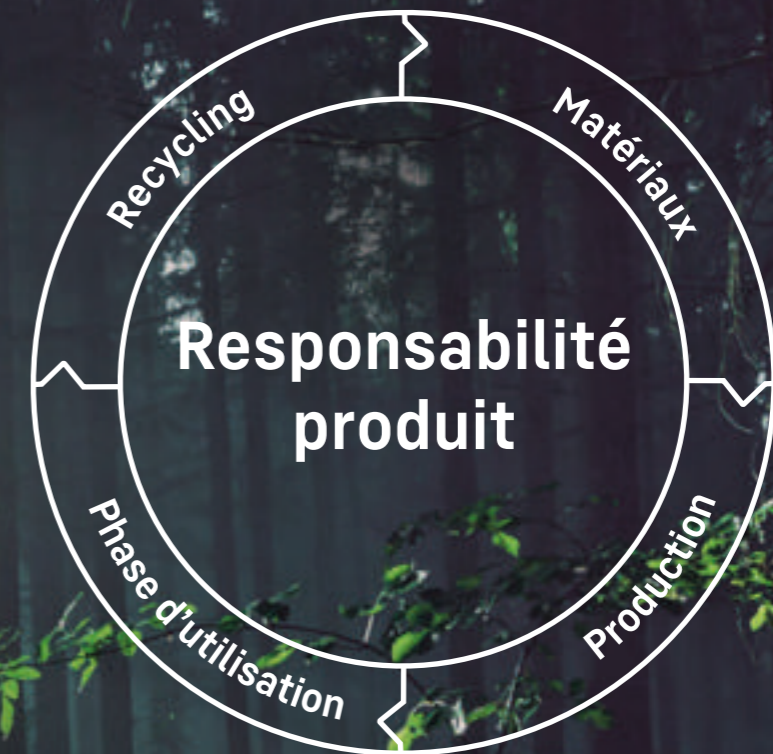 Responsabilité
produit
Matériaux
Production
Phase d'utilisation
Recycling